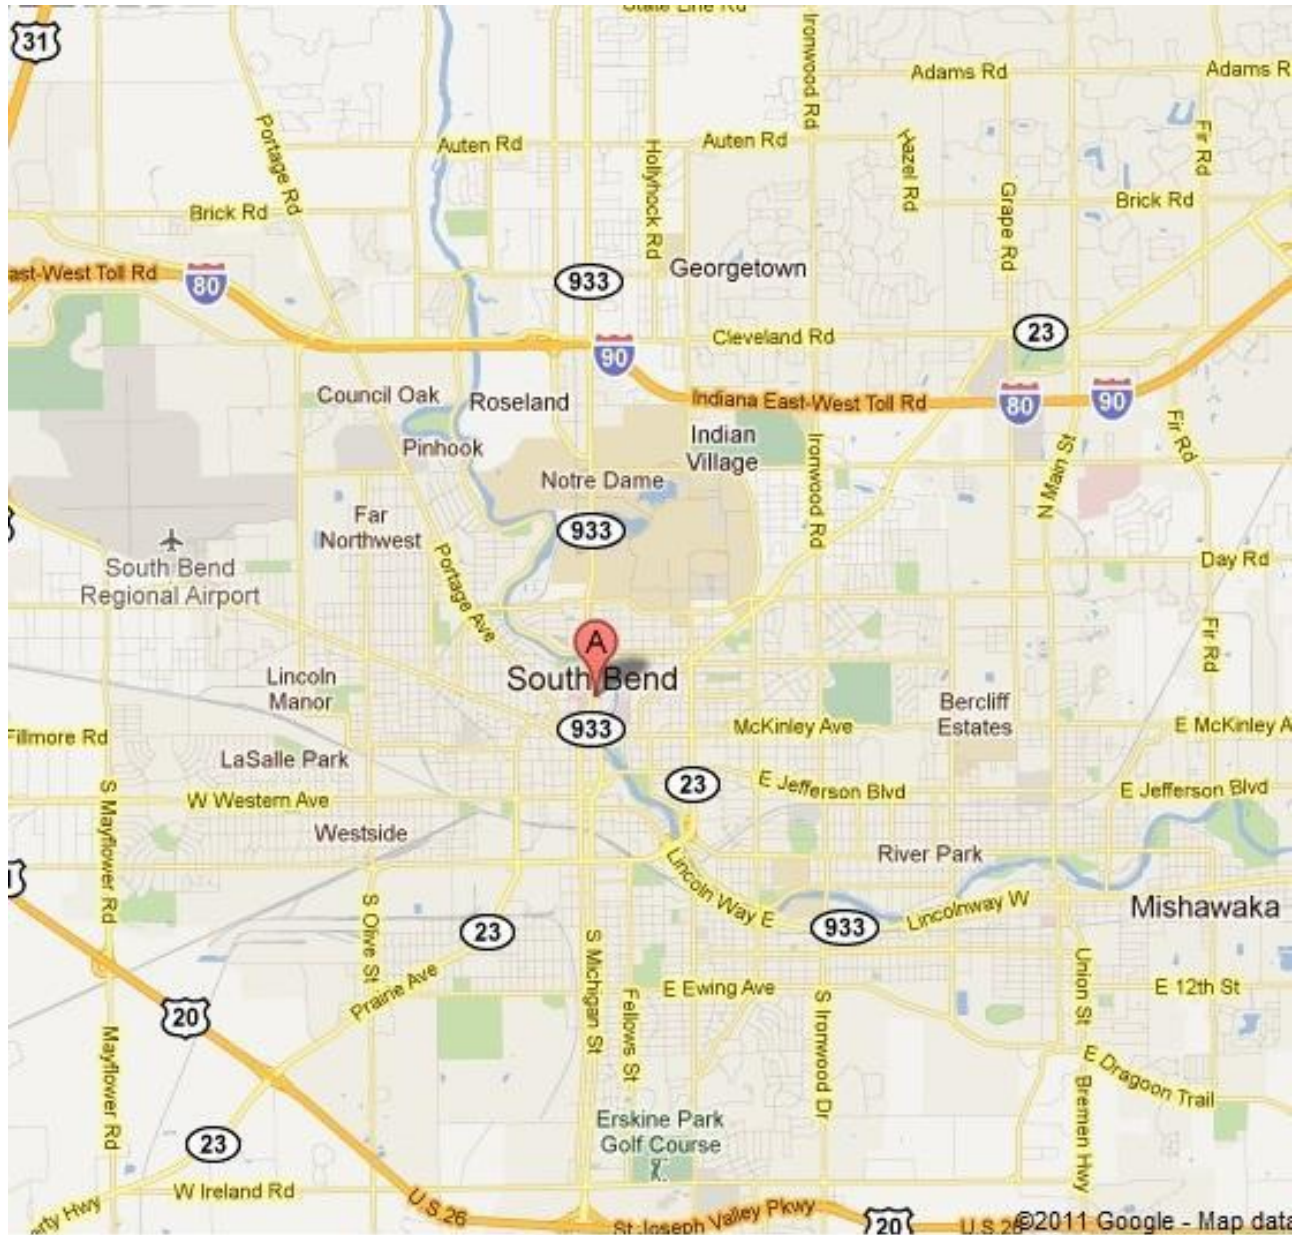 State Line Rd
31
Ironwood Rd
Adams Rd
Adams R
Portage Rd
Auten Rd
Hollyhock Rd
Auten Rd
Hazel Rd
Fir Rd
Brick Rd
Grape Rd
Brick Rd
ast-West Toll Rd
80
933
Georgetown
90
Cleveland Rd
23
Council Oak
Roseland
Indiana East-West Toll Rd
80
90
Pinhook
Indian
Village
Ironwood Rd
N Main St
Fir Rd
Notre Dame
Far
Northwest
933
South Bend
Regional Airport
Portage Ave
Day Rd
A
South Bend
Fir Rd
Lincoln
Manor
Bercliff
Estates
933
McKinley Ave
E McKinley A
Fillmore Rd
LaSalle Park
S Mayflower Rd
W Western Ave
23
E Jefferson Blvd
E Jefferson Blvd
Westside
River Park
Lincoln Way E
S Olive St
23
933
Lincolnway W
Mishawaka
S Michigan St
Prairie Ave
Fellows St
E Ewing Ave
S Ironwood Dr
Union St
E 12th St
20
Mayflower Rd
E Dragoon Trail
Bremen Hwy
Erskine Park
Golf Course
23
W Ireland Rd
erty Hwy
U.S.26
St Joseph Valley Pkwy
20
U.S.26
©2011 Google - Map data